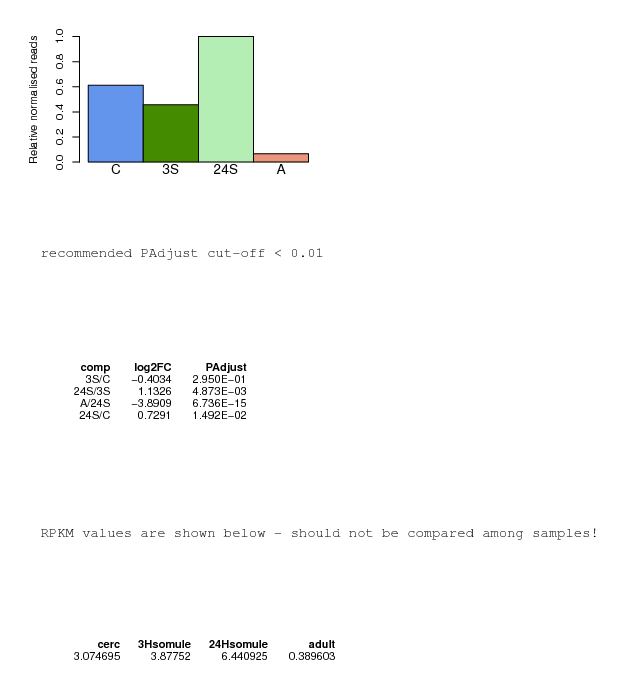 Relative normalised reads
1.0
0.8
0.6
0.4
0.2
0.0
C 3S 24S A
recommended PAdjust cut-off < 0.01
comp log2FC PAdjust
3S/C −0.4034 2.950E−01
24S/3S 1.1326 4.873E−03
A/24S −3.8909 6.736E−15
24S/C 0.7291 1.492E−02
RPKM values are shown below - should not be compared among samples!
cerc 3Hsomule 24Hsomule adult
3.074695 3.87752 6.440925 0.389603